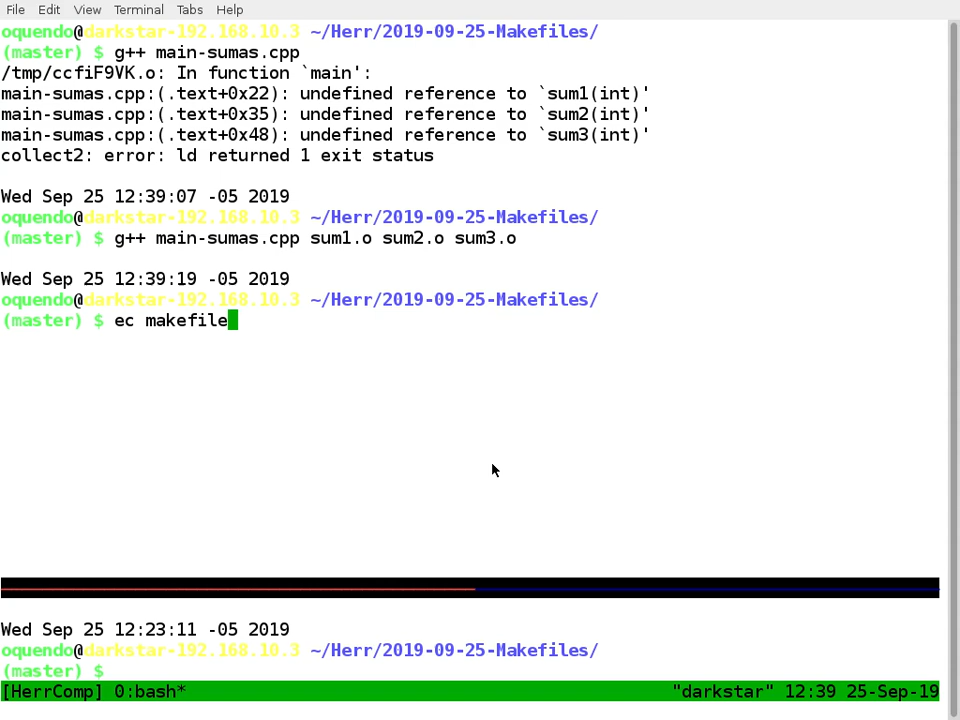 File Edit View Terminal Tabs Help
oquendo@darkstar-192.168.10.3 ~/Herr/2019-09-25-Makefiles/
(master) $ g++ main-sumas.cpp
/tmp/ccfiF9VK.o: In function `main':
main-sumas.cpp:(.text+0x22): undefined reference to `sum1(int)'
main-sumas.cpp:(.text+0x35): undefined reference to `sum2(int)'
main-sumas.cpp:(.text+0x48): undefined reference to `sum3(int)'
collect2: error: ld returned 1 exit status
Wed Sep 25 12:39:07 -05 2019
oquendo@darkstar-192.168.10.3 ~/Herr/2019-09-25-Makefiles/
(master) $ g++ main-sumas.cpp sum1.o sum2.o sum3.o
Wed Sep 25 12:39:19 -05 2019
oquendo@darkstar-192.168.10.3 ~/Herr/2019-09-25-Makefiles/
(master) $ ec makefile
Wed Sep 25 12:23:11 -05 2019
oquendo@darkstar-192.168.10.3 ~/Herr/2019-09-25-Makefiles/
(master) $
[HerrComp] 0:bash* "darkstar" 12:39 25-Sep-19